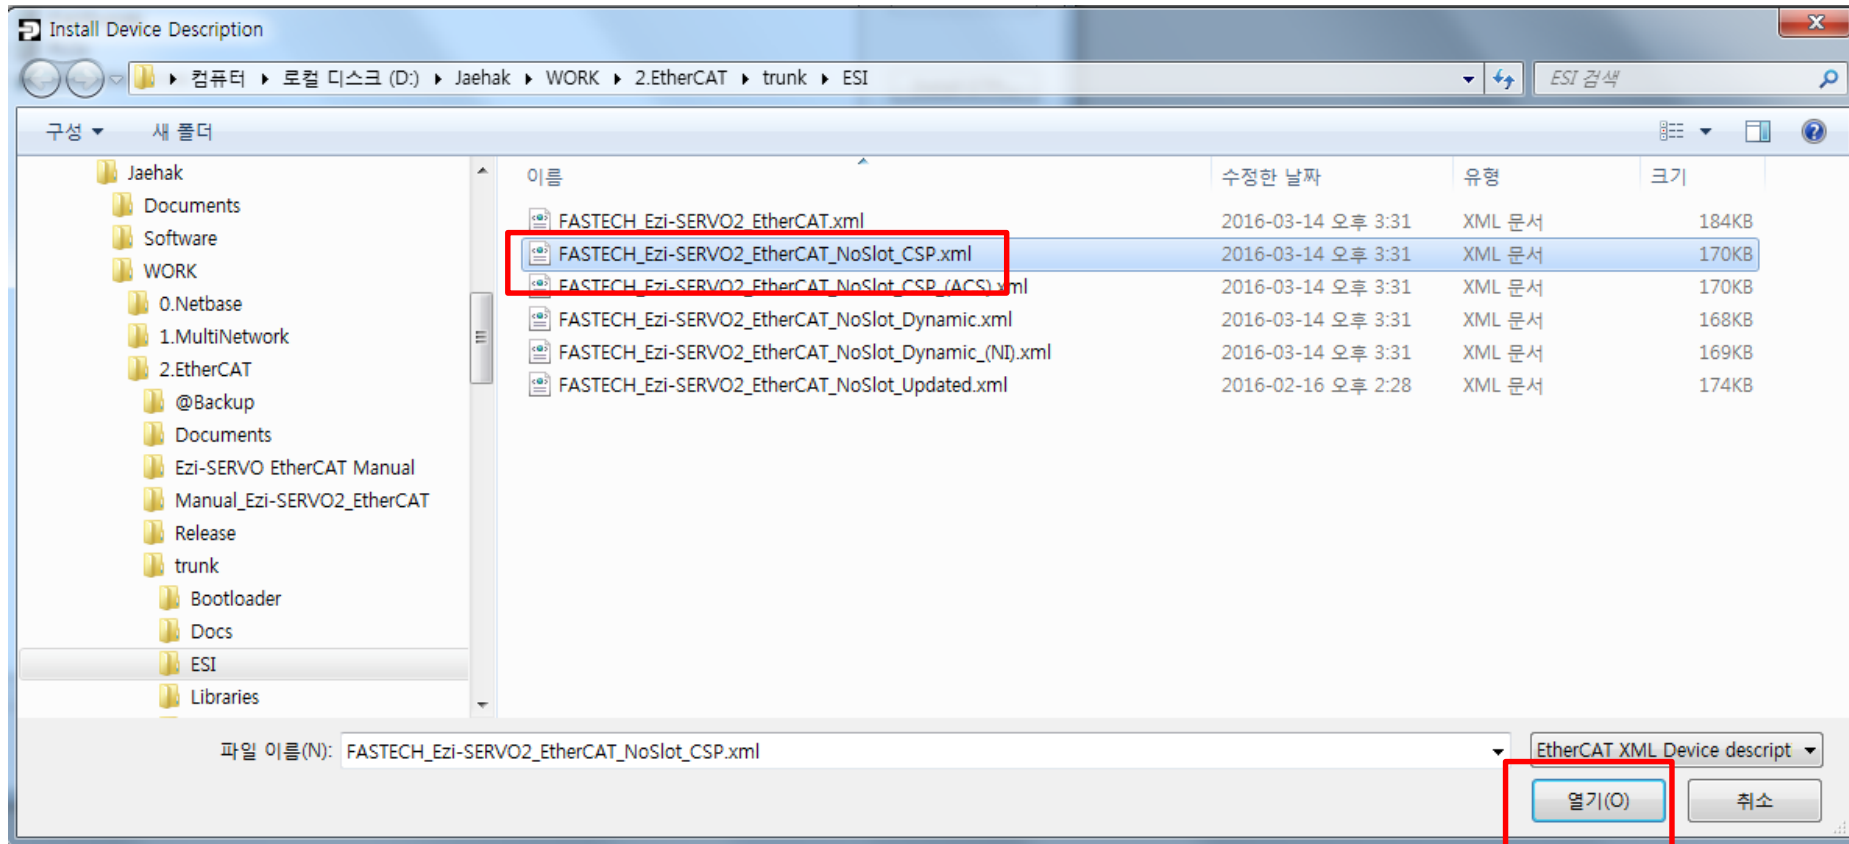 Install Device Description
컴퓨터 ▸ 로컬 디스크 (D:) ▸ Jaehak ▸ WORK ▸ 2.EtherCAT ▸ trunk ▸ ESI
ESI 검색
구성 새 폴더
Jaehak
Documents
Software
WORK
0.Netbase
1.MultiNetwork
2.EtherCAT
@Backup
Documents
Ezi-SERVO EtherCAT Manual
Manual_Ezi-SERVO2_EtherCAT
Release
trunk
Bootloader
Docs
ESI
Libraries
이름 수정한 날짜 유형 크기
FASTECH_Ezi-SERVO2_EtherCAT.xml 2016-03-14 오후 3:31 XML 문서 184KB
FASTECH_Ezi-SERVO2_EtherCAT_NoSlot_CSP.xml 2016-03-14 오후 3:31 XML 문서 170KB
FASTECH_Ezi-SERVO2_EtherCAT_NoSlot_CSP_(ACS).xml 2016-03-14 오후 3:31 XML 문서 170KB
FASTECH_Ezi-SERVO2_EtherCAT_NoSlot_Dynamic.xml 2016-03-14 오후 3:31 XML 문서 168KB
FASTECH_Ezi-SERVO2_EtherCAT_NoSlot_Dynamic_(NI).xml 2016-03-14 오후 3:31 XML 문서 169KB
FASTECH_Ezi-SERVO2_EtherCAT_NoSlot_Updated.xml 2016-02-16 오후 2:28 XML 문서 174KB
파일 이름(N): FASTECH_Ezi-SERVO2_EtherCAT_NoSlot_CSP.xml EtherCAT XML Device descript
열기(O) 취소